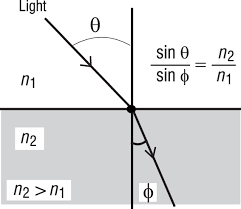 Light
θ
sin θ / sin ϕ = n₂ / n₁
n₁
n₂
n₂ > n₁
ϕ